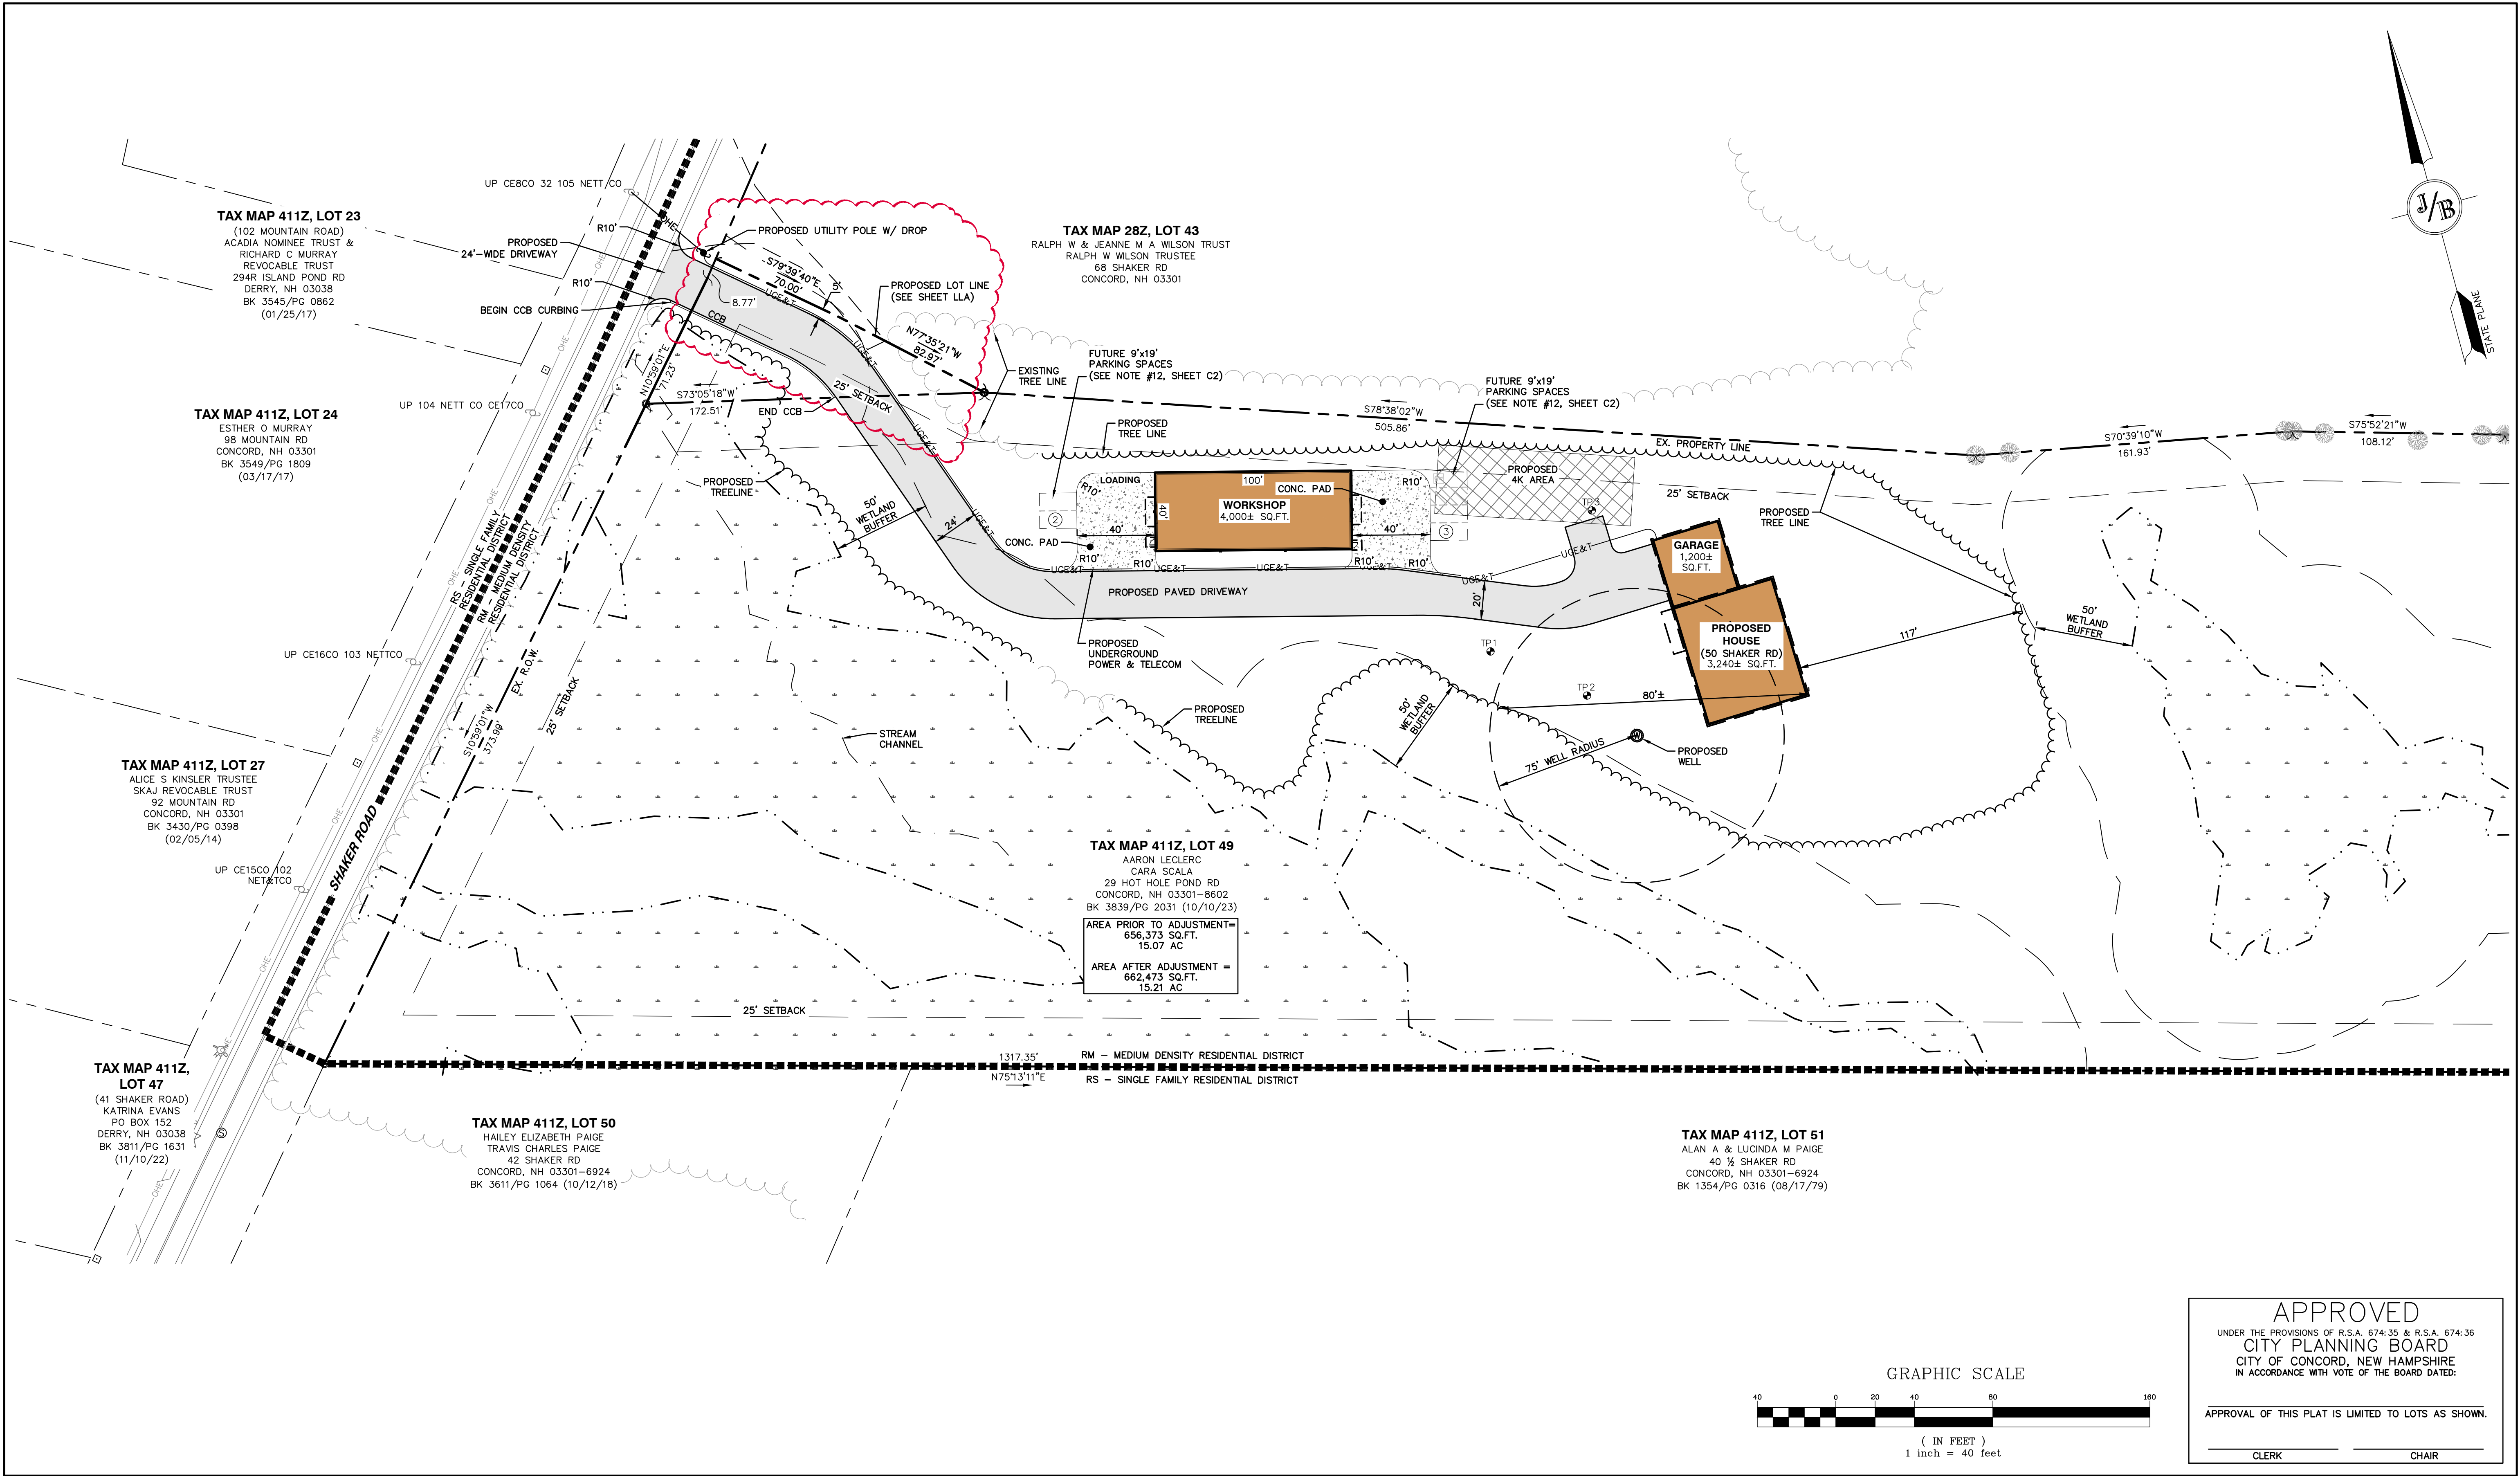 UP CE8CO 32 105 NETT CO
TAX MAP 411Z, LOT 23
(102 MOUNTAIN ROAD)
ACADIA NOMINEE TRUST &
RICHARD C MURRAY
REVOCABLE TRUST
294R ISLAND POND RD
DERRY, NH 03038
BK 3545/PG 0862
(01/25/17)
R10'
PROPOSED
24'-WIDE DRIVEWAY
R10'
BEGIN CCB CURBING
OHE
PROPOSED UTILITY POLE W/ DROP
S79°39'40"E
70.00'
5'
UGE&T
8.77'
CCB
PROPOSED LOT LINE
(SEE SHEET LLA)
N77°35'21"W
82.97'
UGE&T
TAX MAP 28Z, LOT 43
RALPH W & JEANNE M A WILSON TRUST
RALPH W WILSON TRUSTEE
68 SHAKER RD
CONCORD, NH 03301
J/B
STATE PLANE
EXISTING
TREE LINE
FUTURE 9'x19'
PARKING SPACES
(SEE NOTE #12, SHEET C2)
FUTURE 9'x19'
PARKING SPACES
(SEE NOTE #12, SHEET C2)
N10°59'01"E
71.23'
S73°05'18"W
172.51'
25' SETBACK
END CCB
UGE&T
S78°38'02"W
505.86'
EX. PROPERTY LINE
S70°39'10"W
161.93'
S75°52'21"W
108.12'
TAX MAP 411Z, LOT 24
ESTHER O MURRAY
98 MOUNTAIN RD
CONCORD, NH 03301
BK 3549/PG 1809
(03/17/17)
UP 104 NETT CO CE17CO
OHE
OHE
RS - SINGLE FAMILY
RESIDENTIAL DISTRICT
RM - MEDIUM DENSITY
RESIDENTIAL DISTRICT
PROPOSED
TREELINE
50'
WETLAND
BUFFER
24'
UGE&T
PROPOSED
TREE LINE
LOADING
R10'
2
40'
CONC. PAD
R10'
R10'
100'
40'
WORKSHOP
4,000± SQ.FT.
CONC. PAD
R10'
40'
3
R10'
R10'
PROPOSED
4K AREA
TP3
25' SETBACK
PROPOSED
TREE LINE
UGE&T
UGE&T
UGE&T
UGE&T
UGE&T
UGE&T
PROPOSED PAVED DRIVEWAY
20'
GARAGE
1,200±
SQ.FT.
PROPOSED
HOUSE
(50 SHAKER RD)
3,240± SQ.FT.
117'
50'
WETLAND
BUFFER
PROPOSED
UNDERGROUND
POWER & TELECOM
TP1
TP2
80'±
50'
WETLAND
BUFFER
75' WELL RADIUS
W
PROPOSED
WELL
PROPOSED
TREELINE
STREAM
CHANNEL
UP CE16CO 103 NETTCO
OHE
EX. R.O.W.
S10°59'01"W
373.99'
25' SETBACK
OHE
OHE
TAX MAP 411Z, LOT 27
ALICE S KINSLER TRUSTEE
SKAJ REVOCABLE TRUST
92 MOUNTAIN RD
CONCORD, NH 03301
BK 3430/PG 0398
(02/05/14)
UP CE15CO 102
NET&TCO
SHAKER ROAD
OHE
TAX MAP 411Z, LOT 49
AARON LECLERC
CARA SCALA
29 HOT HOLE POND RD
CONCORD, NH 03301-8602
BK 3839/PG 2031 (10/10/23)
AREA PRIOR TO ADJUSTMENT=
656,373 SQ.FT.
15.07 AC
AREA AFTER ADJUSTMENT =
662,473 SQ.FT.
15.21 AC
25' SETBACK
1317.35'
N75°13'11"E
RM - MEDIUM DENSITY RESIDENTIAL DISTRICT
RS - SINGLE FAMILY RESIDENTIAL DISTRICT
TAX MAP 411Z,
LOT 47
(41 SHAKER ROAD)
KATRINA EVANS
PO BOX 152
DERRY, NH 03038
BK 3811/PG 1631
(11/10/22)
OHE
S
OHE
TAX MAP 411Z, LOT 50
HAILEY ELIZABETH PAIGE
TRAVIS CHARLES PAIGE
42 SHAKER RD
CONCORD, NH 03301-6924
BK 3611/PG 1064 (10/12/18)
TAX MAP 411Z, LOT 51
ALAN A & LUCINDA M PAIGE
40 ½ SHAKER RD
CONCORD, NH 03301-6924
BK 1354/PG 0316 (08/17/79)
GRAPHIC SCALE
40 0 20 40 80 160
( IN FEET )
1 inch = 40 feet
APPROVED
UNDER THE PROVISIONS OF R.S.A. 674:35 & R.S.A. 674:36
CITY PLANNING BOARD
CITY OF CONCORD, NEW HAMPSHIRE
IN ACCORDANCE WITH VOTE OF THE BOARD DATED:
APPROVAL OF THIS PLAT IS LIMITED TO LOTS AS SHOWN.
CLERK CHAIR